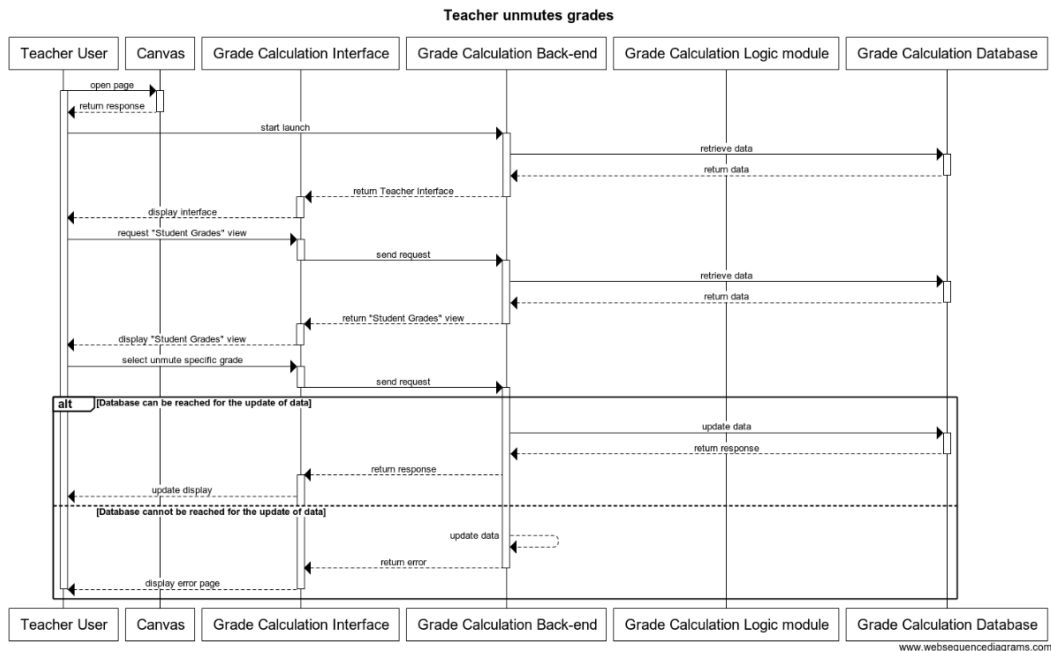 Teacher unmutes grades
Teacher User
Canvas
Grade Calculation Interface
Grade Calculation Back-end
Grade Calculation Logic module
Grade Calculation Database
open page
return response
start launch
retrieve data
return data
return Teacher Interface
display interface
request "Student Grades" view
send request
retrieve data
return data
return "Student Grades" view
display "Student Grades" view
select unmute specific grade
send request
alt
[Database can be reached for the update of data]
update data
return response
return response
update display
[Database cannot be reached for the update of data]
update data
return error
display error page
Teacher User
Canvas
Grade Calculation Interface
Grade Calculation Back-end
Grade Calculation Logic module
Grade Calculation Database
www.websequencediagrams.com